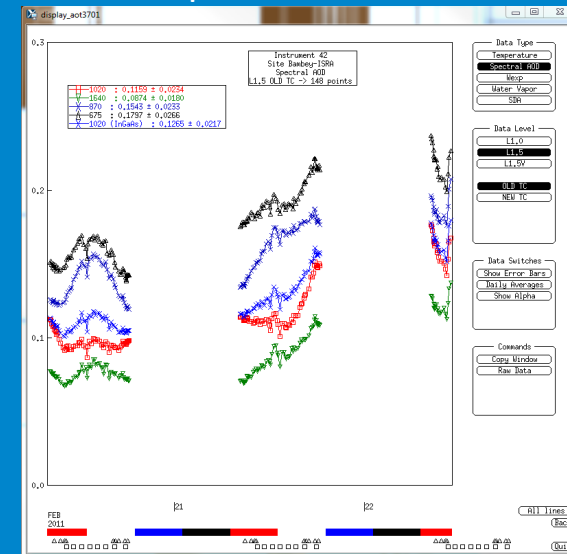 display_aot3701
Instrument 42
Site Bambey-ISRA
Spectral AOD
L1.5 OLD TC -> 148 points
1020 : 0.1159 ± 0.0234
1640 : 0.0874 ± 0.0180
870 : 0.1543 ± 0.0233
675 : 0.1797 ± 0.0266
1020 (InGaAs) : 0.1265 ± 0.0217
0.3
0.2
0.1
0.0
FEB
2011
21
22
Data Type
Temperature
Spectral AOD
Wexp
Water Vapor
SDA
Data Level
L1.0
L1.5
L1.5V
OLD TC
NEW TC
Data Switches
Show Error Bars
Daily Averages
Show Alpha
Commands
Copy Window
Raw Data
All lines
Bac
Qui